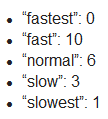 • “fastest”: 0
• “fast”: 10
• “normal”: 6
• “slow”: 3
• “slowest”: 1